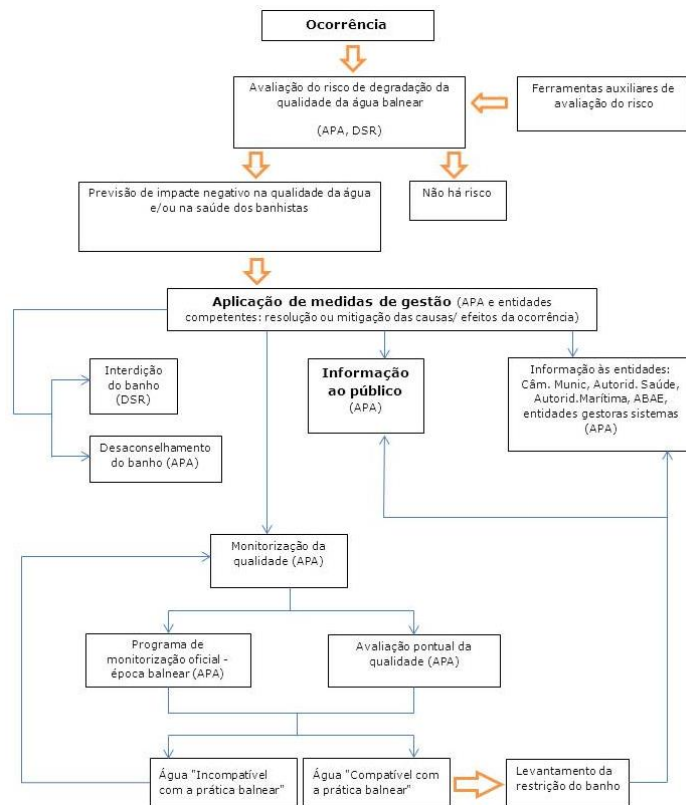 Ocorrência
Avaliação do risco de degradação da
qualidade da água balnear
(APA, DSR)
Ferramentas auxiliares de
avaliação do risco
Previsão de impacte negativo na qualidade da água
e/ou na saúde dos banhistas
Não há risco
Aplicação de medidas de gestão (APA e entidades
competentes: resolução ou mitigação das causas/ efeitos da ocorrência)
Interdição
do banho
(DSR)
Desaconselhamento
do banho (APA)
Informação
ao público
(APA)
Informação às entidades:
Câm. Munic, Autorid. Saúde,
Autorid.Marítima, ABAE,
entidades gestoras sistemas
(APA)
Monitorização da
qualidade (APA)
Programa de
monitorização oficial -
época balnear (APA)
Avaliação pontual da
qualidade (APA)
Água "Incompatível
com a prática balnear"
Água "Compatível com
a prática balnear"
Levantamento da
restrição do banho